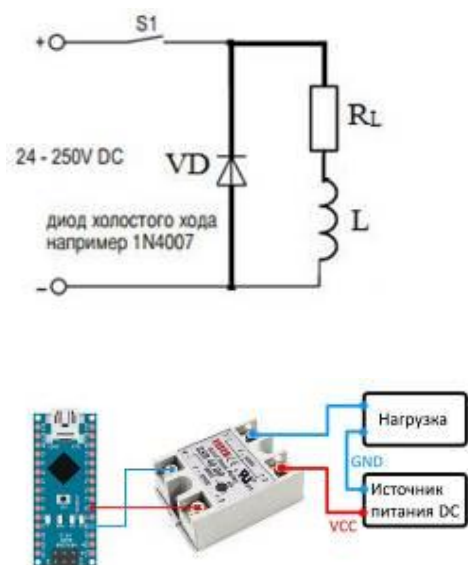 S1
+
24 - 250V DC
VD
RL
L
диод холостого хода
например 1N4007
-
Нагрузка
GND
Источник
питания DC
VCC